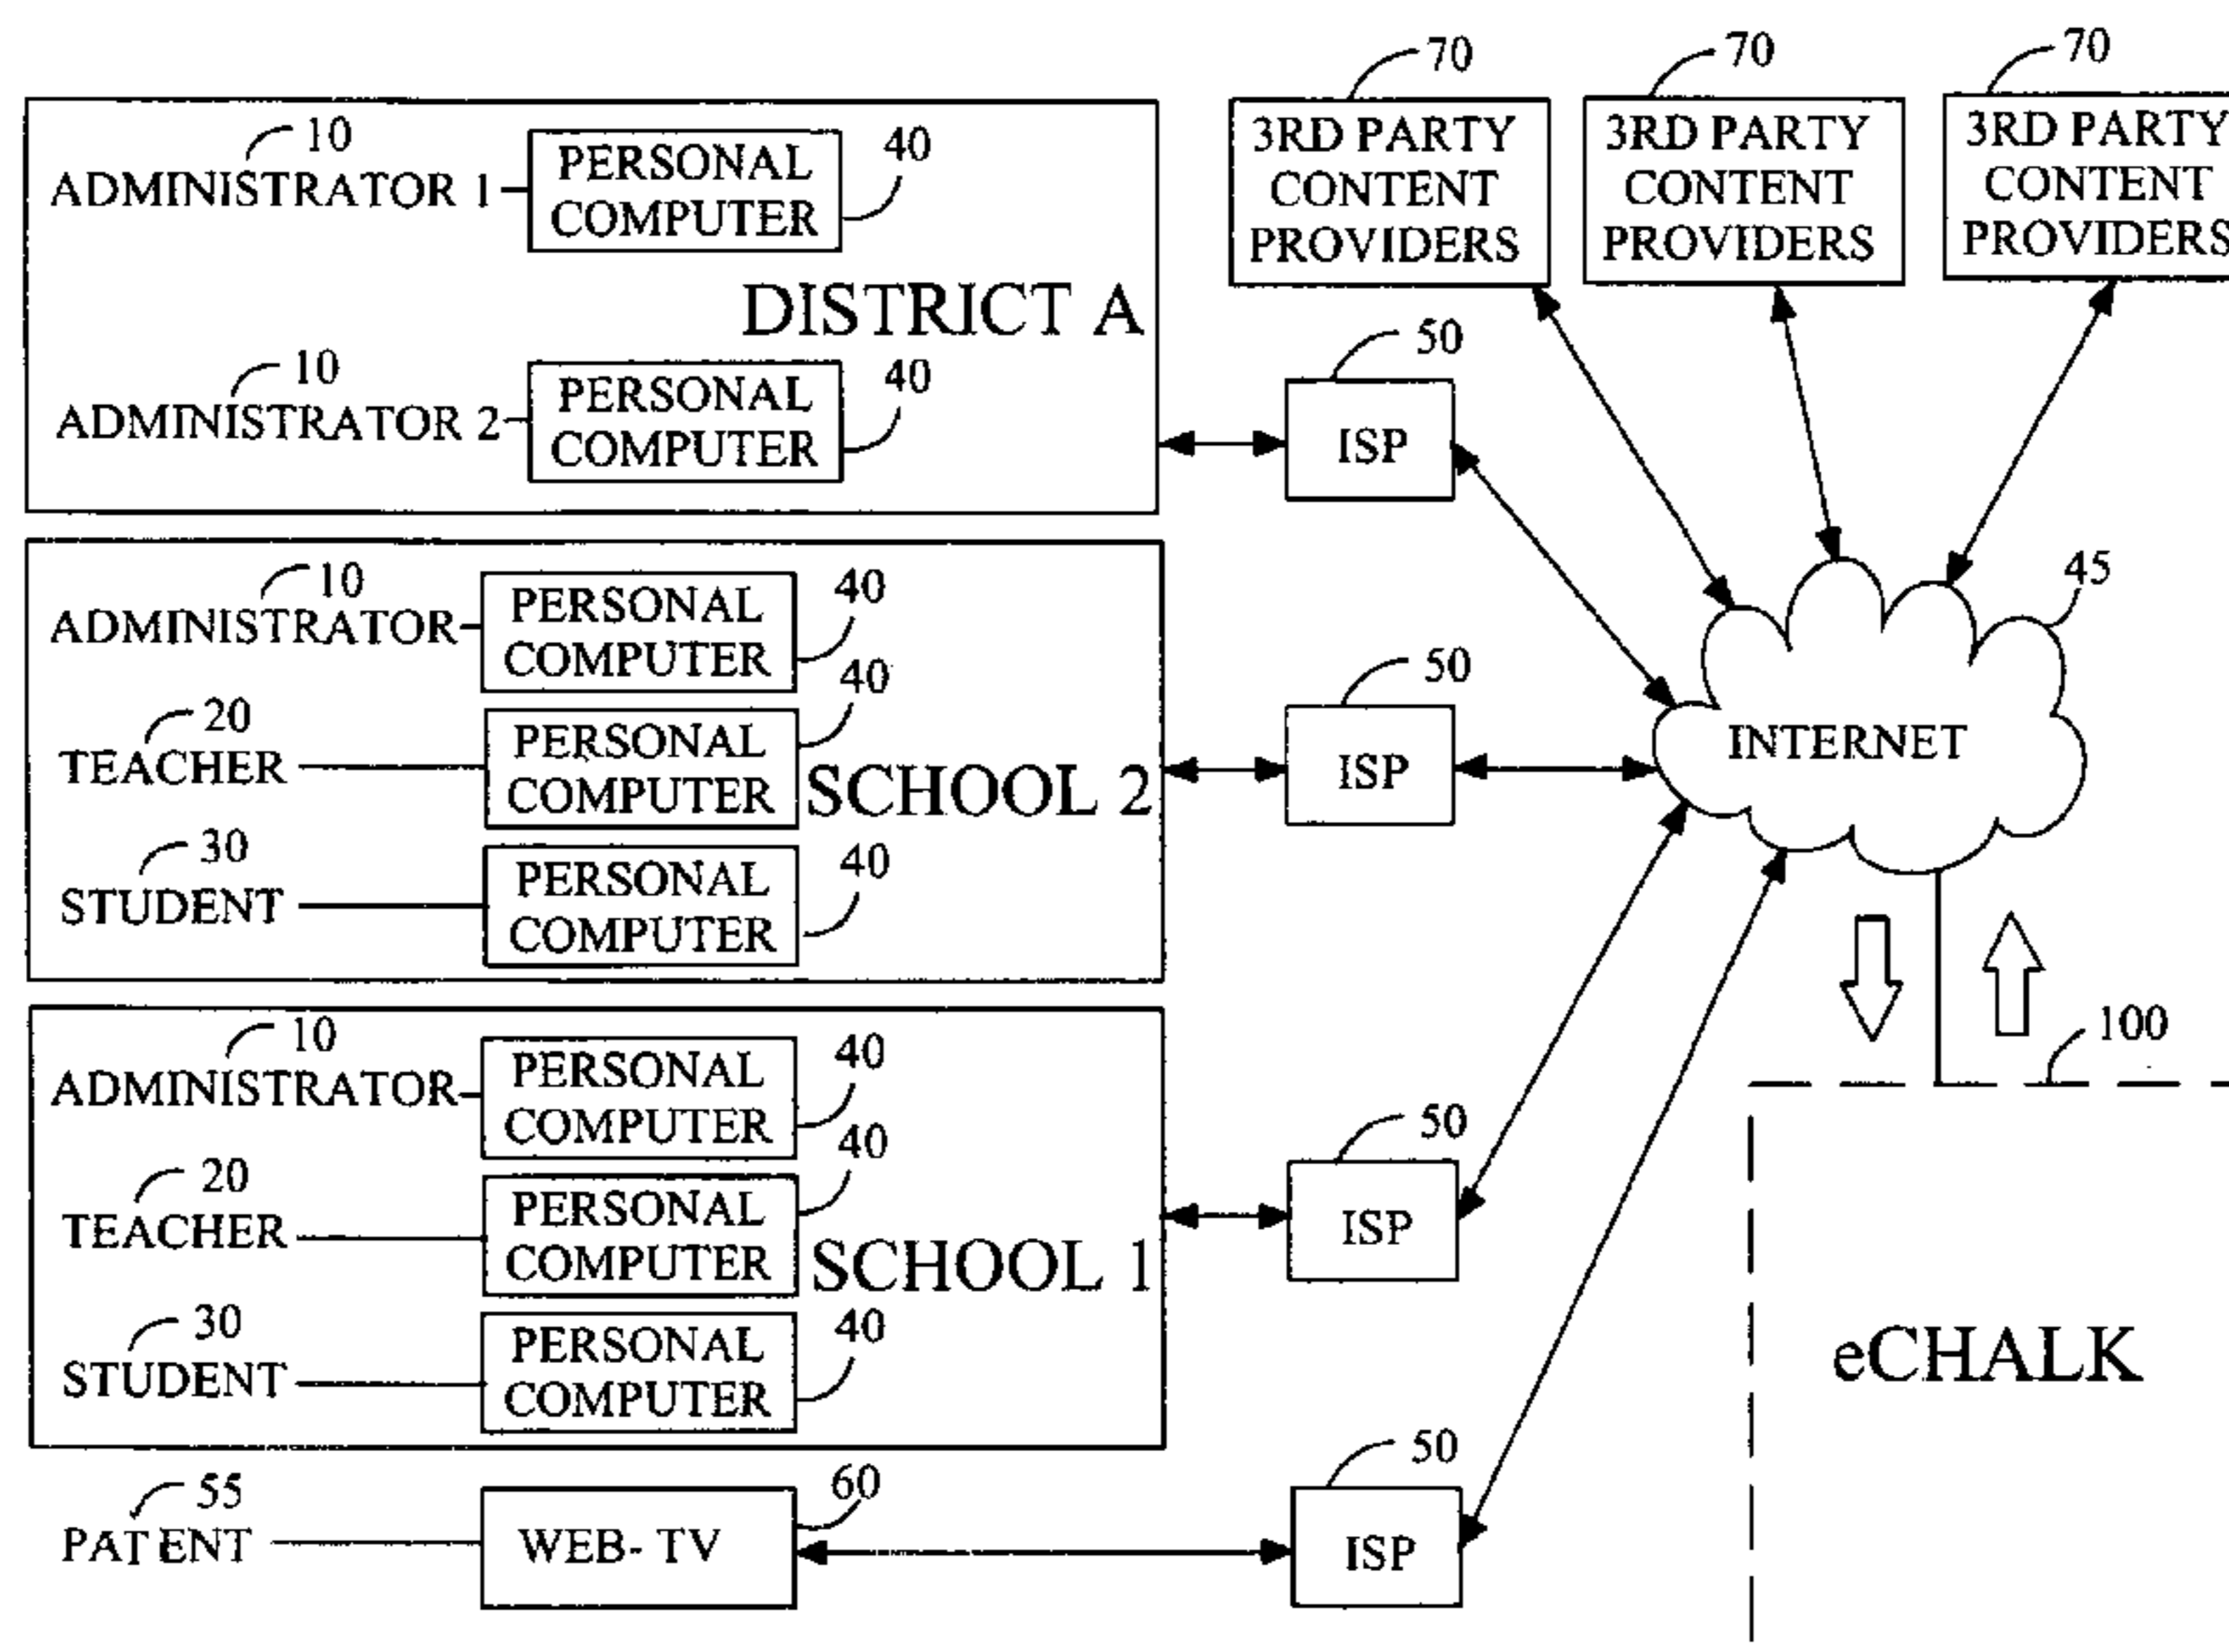 70
70
70
3RD PARTY
CONTENT
PROVIDERS
3RD PARTY
CONTENT
PROVIDERS
3RD PARTY
CONTENT
PROVIDERS
10
ADMINISTRATOR 1
PERSONAL
COMPUTER
40
DISTRICT A
10
ADMINISTRATOR 2
PERSONAL
COMPUTER
40
50
ISP
10
ADMINISTRATOR
PERSONAL
COMPUTER
40
20
TEACHER
PERSONAL
COMPUTER
40
SCHOOL 2
30
STUDENT
PERSONAL
COMPUTER
40
50
ISP
45
INTERNET
10
ADMINISTRATOR
PERSONAL
COMPUTER
40
20
TEACHER
PERSONAL
COMPUTER
40
SCHOOL 1
30
STUDENT
PERSONAL
COMPUTER
40
50
ISP
100
eCHALK
55
PATENT
WEB- TV
60
50
ISP